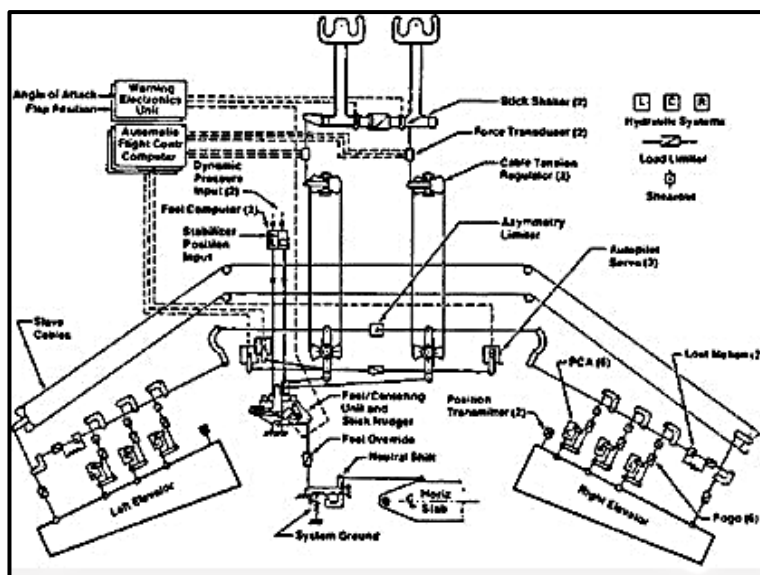 Angle of Attack
Flap Position
Warning
Electronics
Unit
Automatic
Flight Contr
Computer
Dynamic
Pressure
Input (2)
Feel Computer (2)
Stabilizer
Position
Input
Stick Shaker (2)
Force Transducer (2)
Cable Tension
Regulator (2)
Asymmetry
Limiter
Autopilot
Servo (3)
L C R
Hydraulic Systems
Load Limiter
Shearout
Slave
Cables
PCA (6)
Position
Transmitter (2)
Feel/Centering
Unit and
Stick Nudger
Feel Override
Neutral Shift
Horiz
Stab
System Ground
Left Elevator
Right Elevator
Pogo (6)